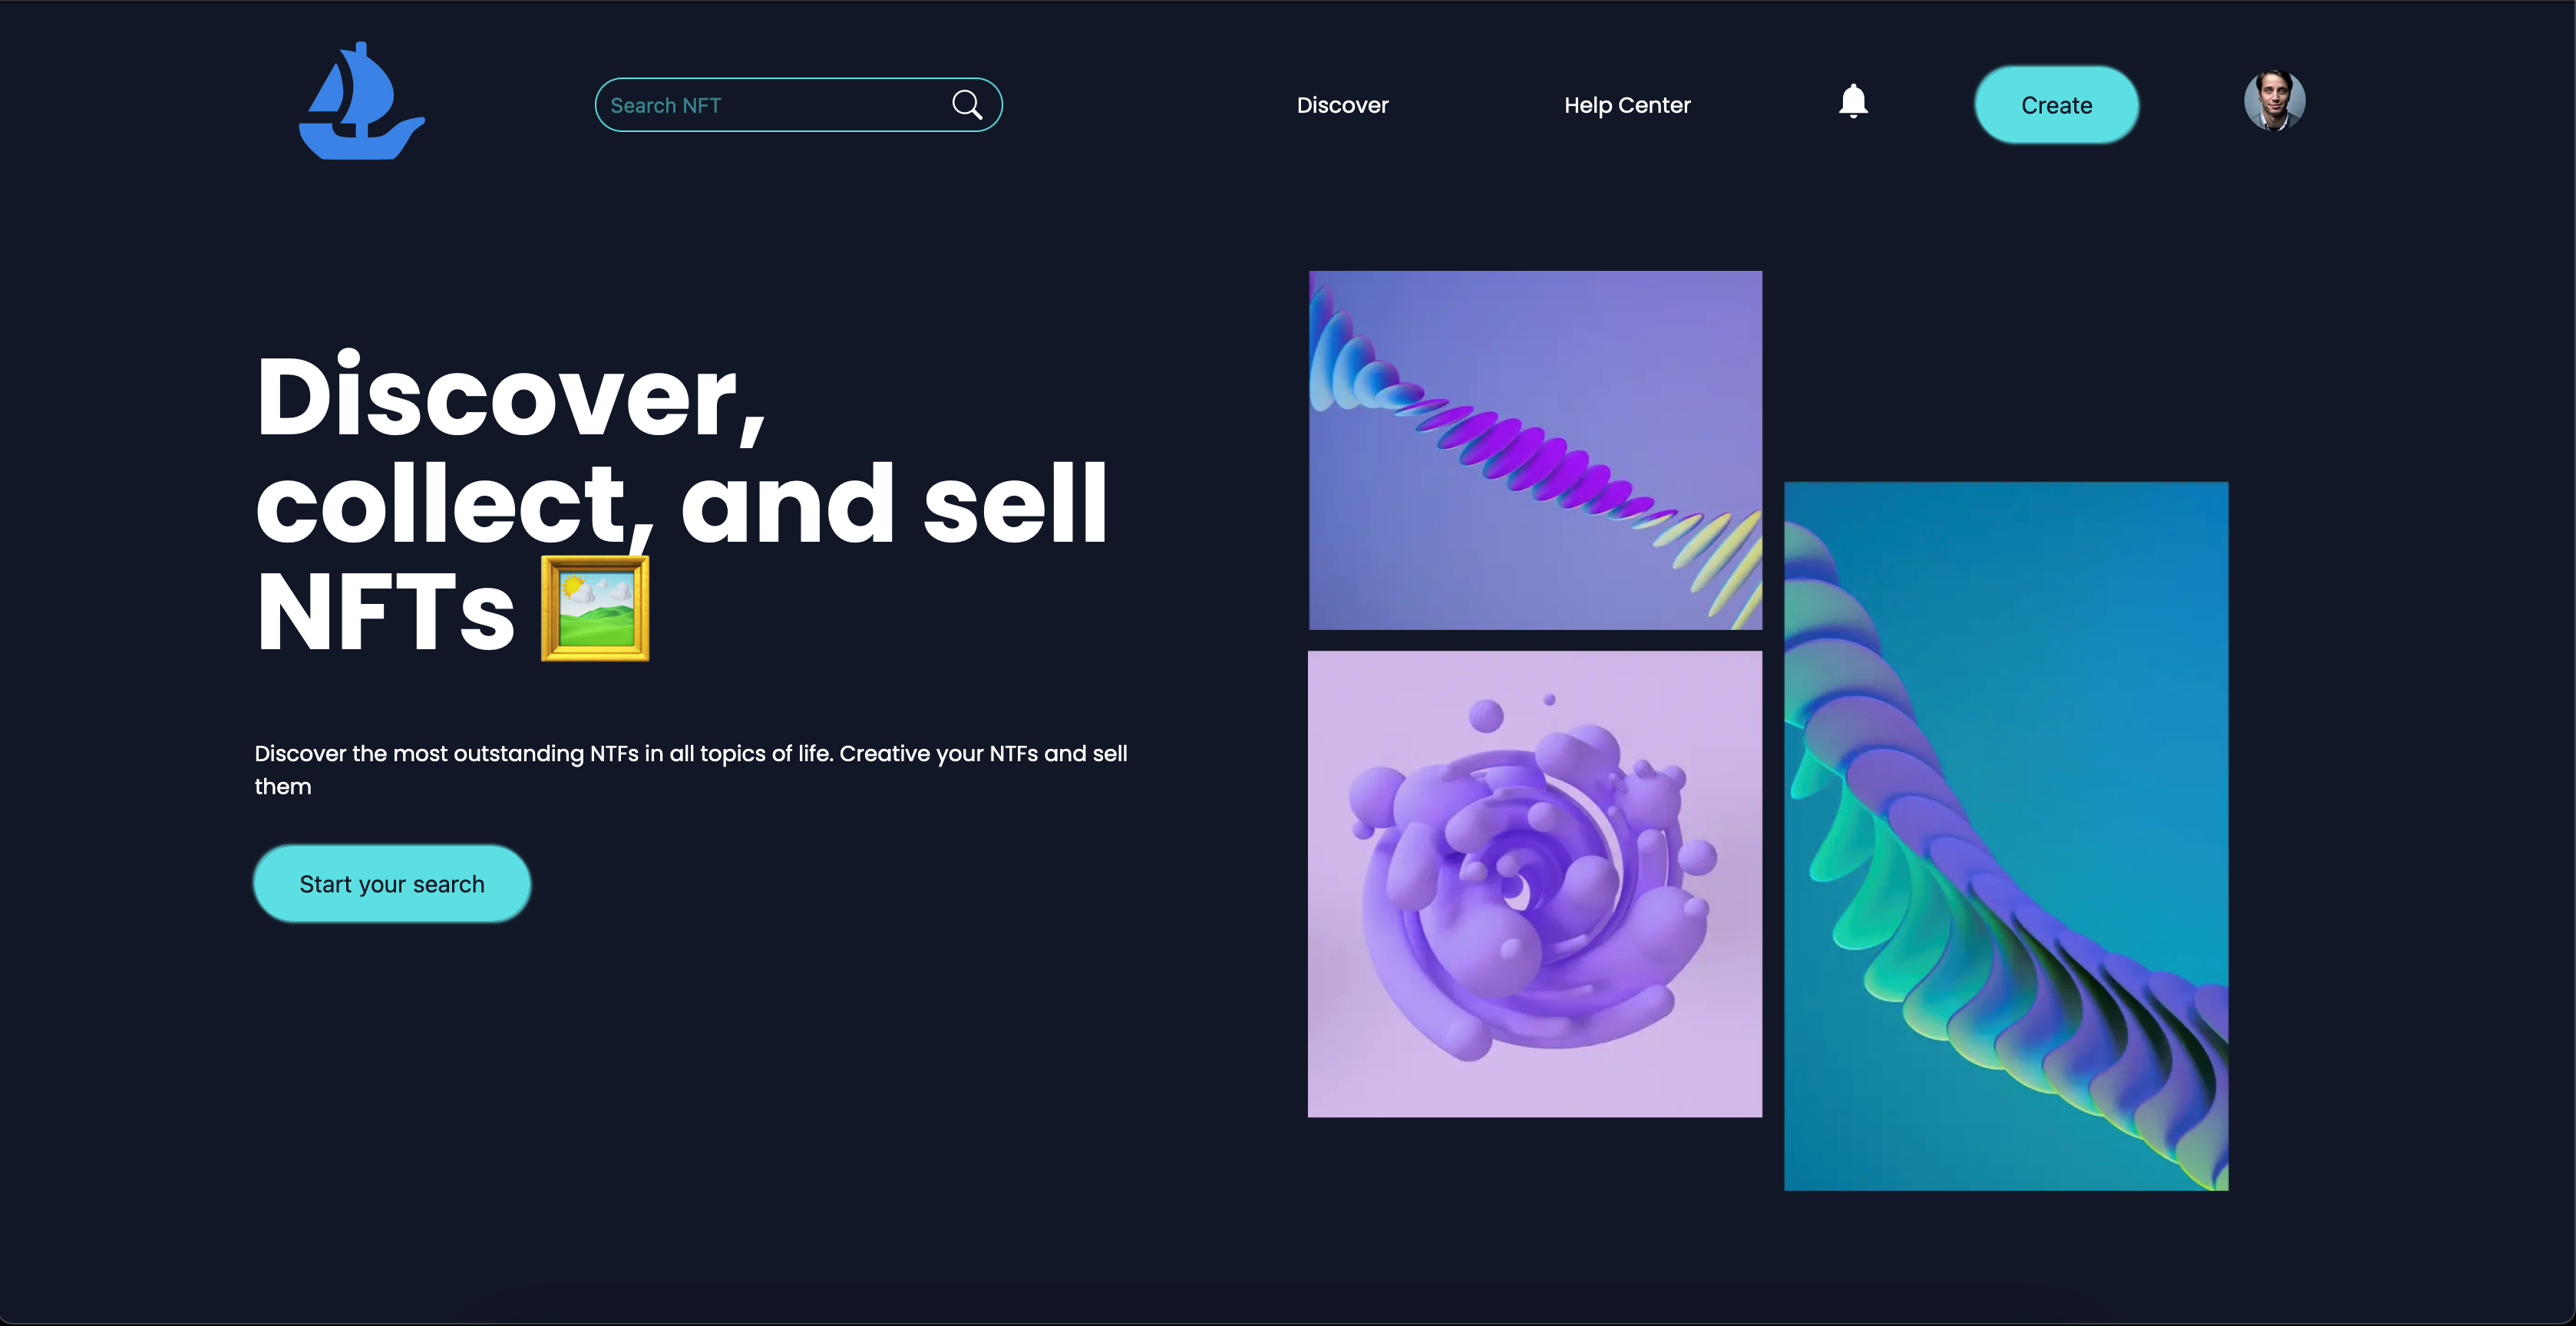 Search NFT
Discover
Help Center
Create
Discover,
collect, and sell
NFTs 🖼️
Discover the most outstanding NTFs in all topics of life. Creative your NTFs and sell
them
Start your search